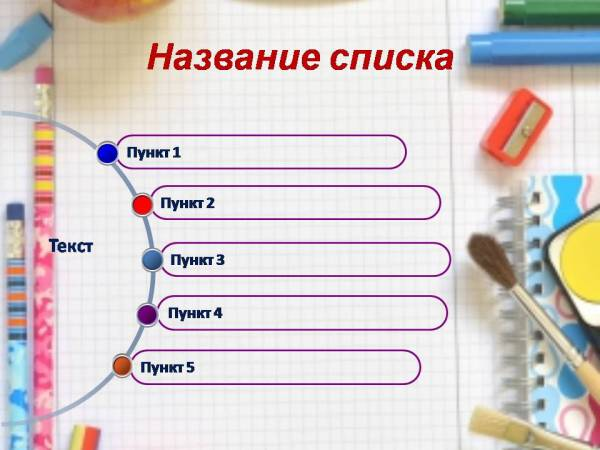 Название списка
Пункт 1
Пункт 2
Текст
Пункт 3
Пункт 4
Пункт 5